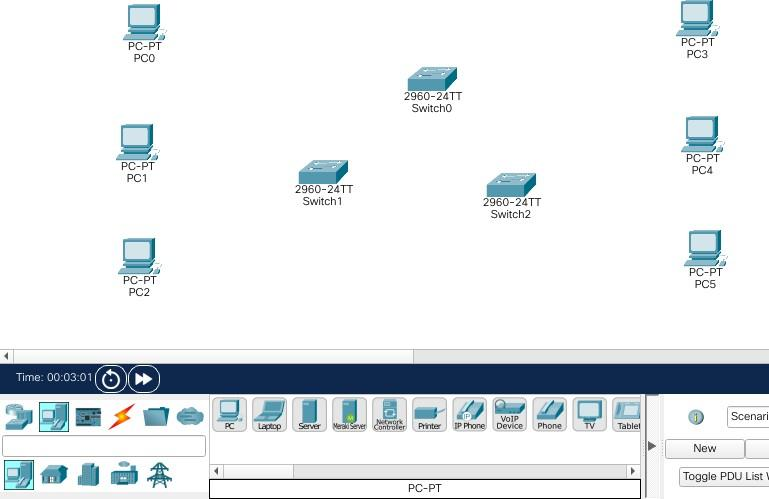 PC-PT
PC0
PC-PT
PC3
2960-24TT
Switch0
PC-PT
PC1
PC-PT
PC4
2960-24TT
Switch1
2960-24TT
Switch2
PC-PT
PC2
PC-PT
PC5
Time: 00:03:01
PC
Laptop
Server
Meraki Server
Network
Controller
Printer
IP
IP Phone
VoIP
Device
Phone
TV
Tablet
Scenari
New
Toggle PDU List W
PC-PT